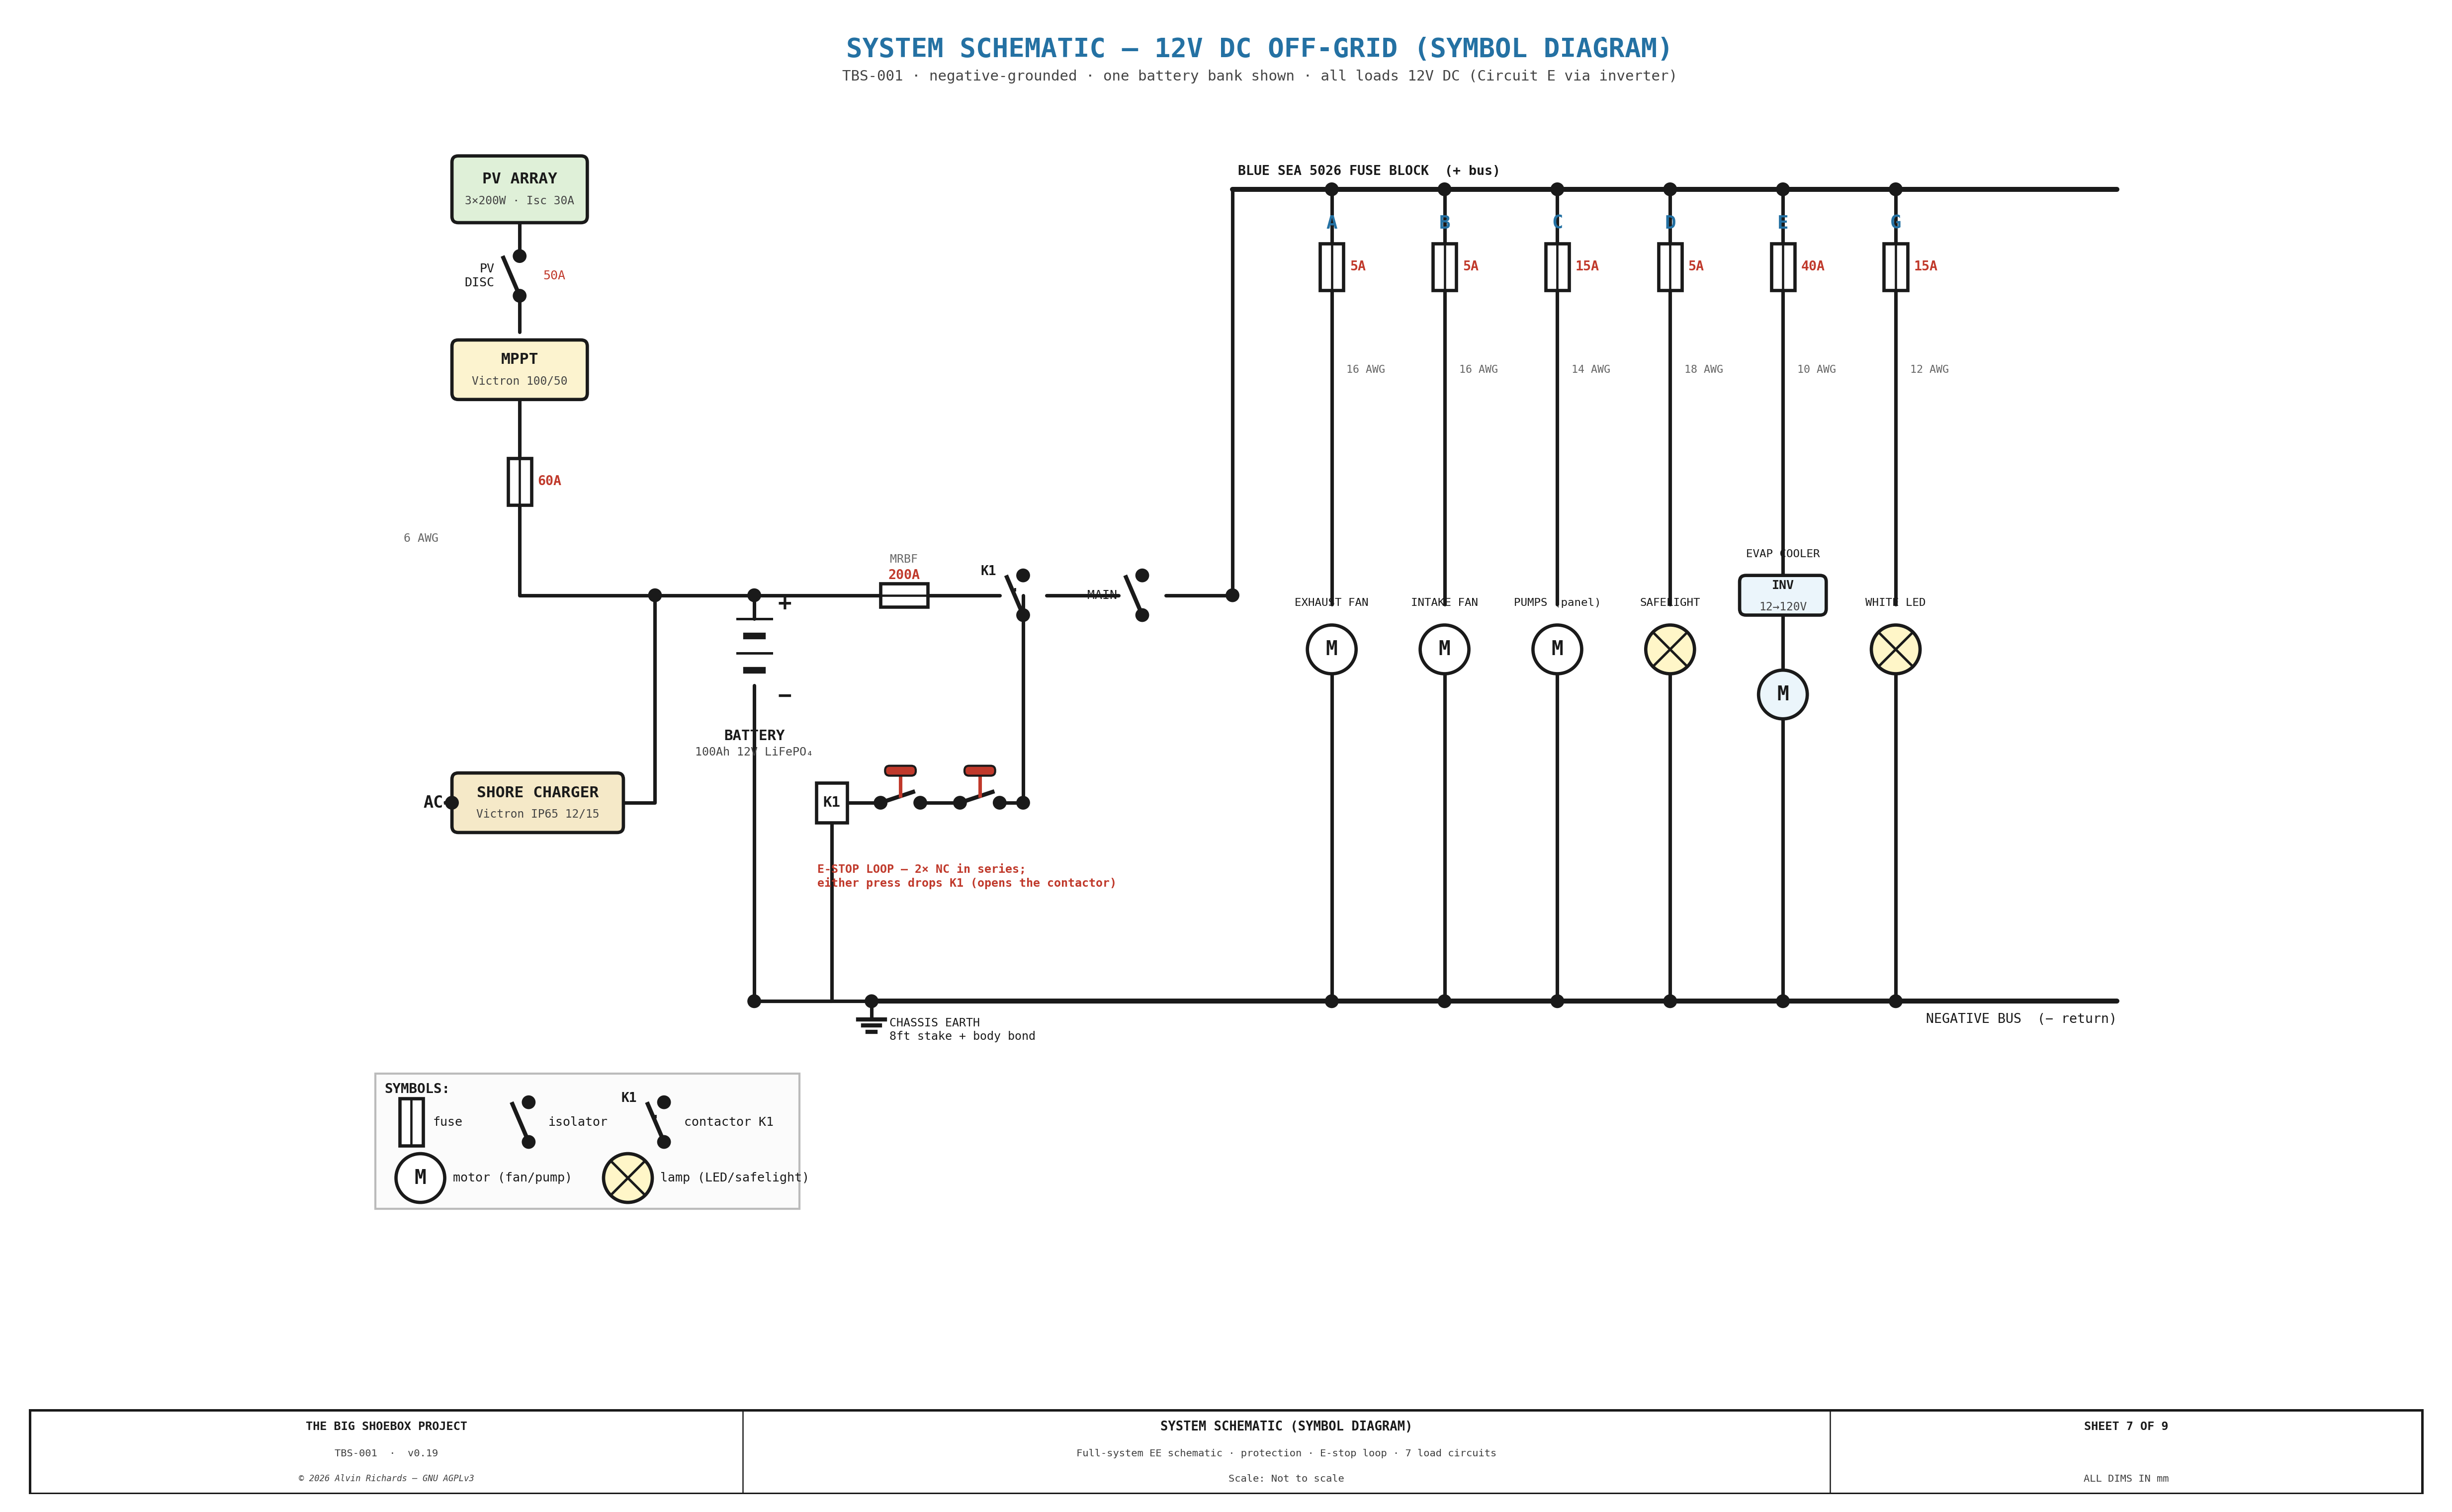 SYSTEM SCHEMATIC — 12V DC OFF-GRID (SYMBOL DIAGRAM)
TBS-001 · negative-grounded · one battery bank shown · all loads 12V DC (Circuit E via inverter)
PV ARRAY
3×200W · Isc 30A
PV
DISC
50A
MPPT
Victron 100/50
60A
6 AWG
BLUE SEA 5026 FUSE BLOCK (+ bus)
A
B
C
D
E
G
5A
5A
15A
5A
40A
15A
16 AWG
16 AWG
14 AWG
18 AWG
10 AWG
12 AWG
MRBF
200A
K1
MAIN
+
−
BATTERY
100Ah 12V LiFePO₄
EVAP COOLER
INV
12→120V
EXHAUST FAN
INTAKE FAN
PUMPS (panel)
SAFELIGHT
WHITE LED
M
M
M
M
AC
SHORE CHARGER
Victron IP65 12/15
K1
E-STOP LOOP — 2× NC in series;
either press drops K1 (opens the contactor)
CHASSIS EARTH
8ft stake + body bond
NEGATIVE BUS (− return)
SYMBOLS:
fuse
isolator
K1
contactor K1
M
motor (fan/pump)
lamp (LED/safelight)
THE BIG SHOEBOX PROJECT
TBS-001 · v0.19
© 2026 Alvin Richards — GNU AGPLv3
SYSTEM SCHEMATIC (SYMBOL DIAGRAM)
Full-system EE schematic · protection · E-stop loop · 7 load circuits
Scale: Not to scale
SHEET 7 OF 9
ALL DIMS IN mm